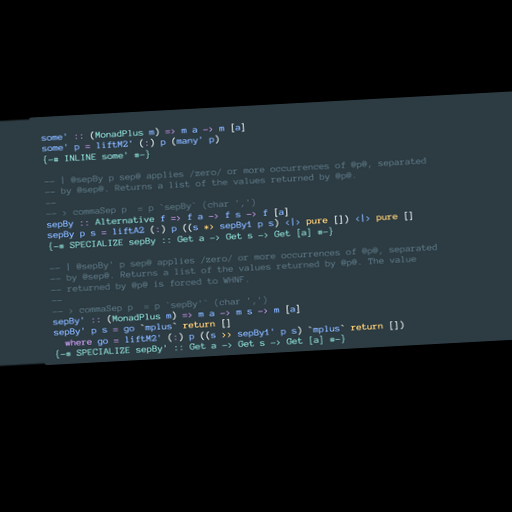 some' :: (MonadPlus m) => m a -> m [a]
some' p = liftM2' (:) p (many' p)
{-# INLINE some' #-}
-- | @sepBy p sep@ applies /zero/ or more occurrences of @p@, separated
-- by @sep@. Returns a list of the values returned by @p@.
--
-- > commaSep p  = p `sepBy` (char ',')
sepBy :: Alternative f => f a -> f s -> f [a]
sepBy p s = liftA2 (:) p ((s *> sepBy1 p s) <|> pure []) <|> pure []
{-# SPECIALIZE sepBy :: Get a -> Get s -> Get [a] #-}
-- | @sepBy' p sep@ applies /zero/ or more occurrences of @p@, separated
-- by @sep@. Returns a list of the values returned by @p@. The value
-- returned by @p@ is forced to WHNF.
--
-- > commaSep p  = p `sepBy'` (char ',')
sepBy' :: (MonadPlus m) => m a -> m s -> m [a]
sepBy' p s = go `mplus` return []
  where go = liftM2' (:) p ((s >> sepBy1' p s) `mplus` return [])
{-# SPECIALIZE sepBy' :: Get a -> Get s -> Get [a] #-}